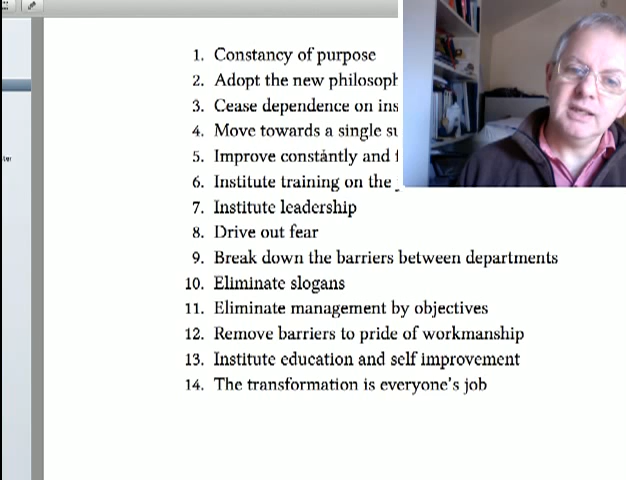 1. Constancy of purpose
2. Adopt the new
3. Cease dependence on
4. Move towards a single
5. Improve constantly and
6. Institute training on the
7. Institute leadership
8. Drive out fear
9. Break down the barriers between departments
10. Eliminate slogans
11. Eliminate management by objectives
12. Remove barriers to pride of workmanship
13. Institute education and self improvement
14. The transformation is everyone's job